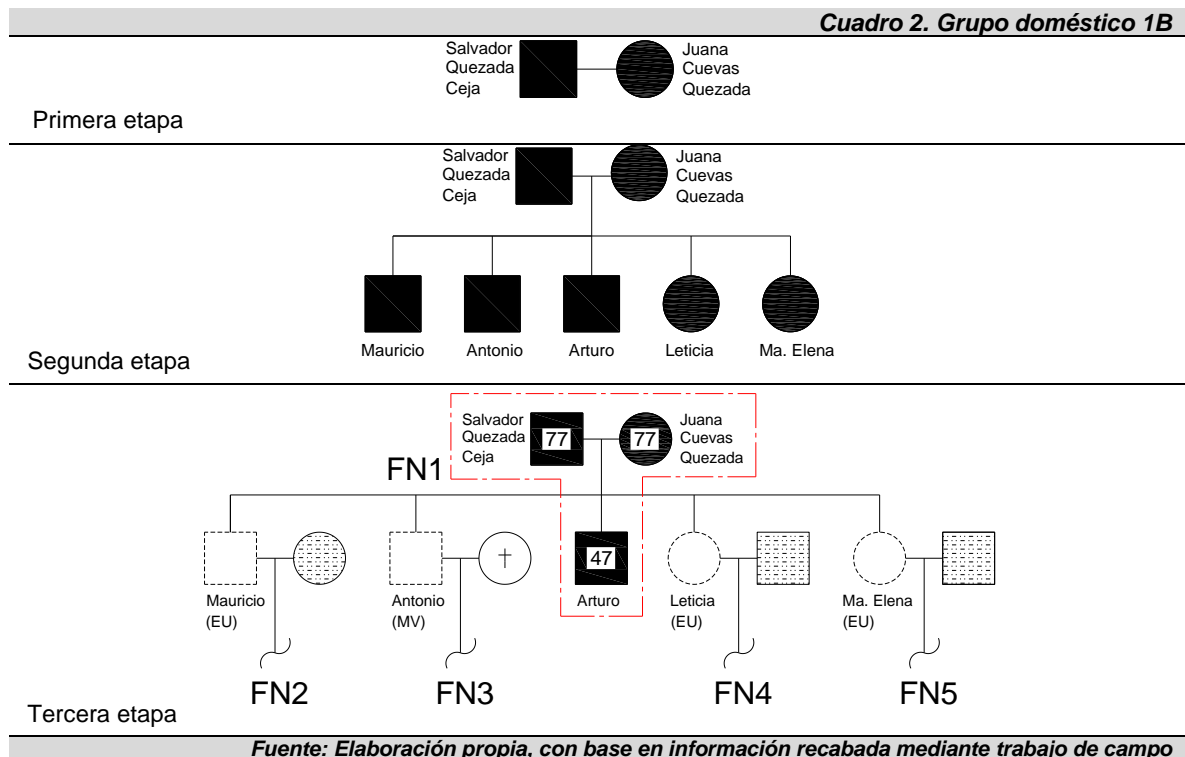 Cuadro 2. Grupo doméstico 1B
Salvador
Quezada
Ceja
Juana
Cuevas
Quezada
Primera etapa
Salvador
Quezada
Ceja
Juana
Cuevas
Quezada
Mauricio
Antonio
Arturo
Leticia
Ma. Elena
Segunda etapa
Salvador
Quezada
Ceja
77
77
Juana
Cuevas
Quezada
FN1
47
Mauricio
(EU)
Antonio
(MV)
Arturo
Leticia
(EU)
Ma. Elena
(EU)
FN2
FN3
FN4
FN5
Tercera etapa
Fuente: Elaboración propia, con base en información recabada mediante trabajo de campo